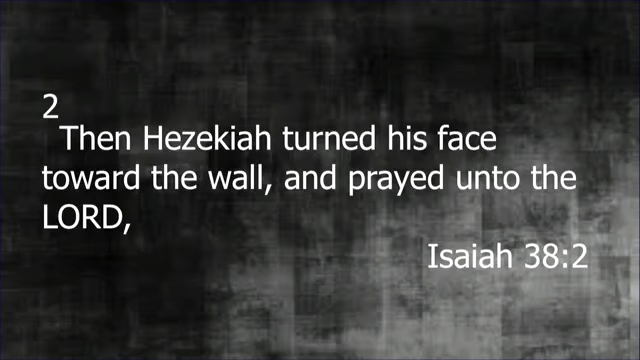 2
Then Hezekiah turned his face
toward the wall, and prayed unto the
LORD,
Isaiah 38:2